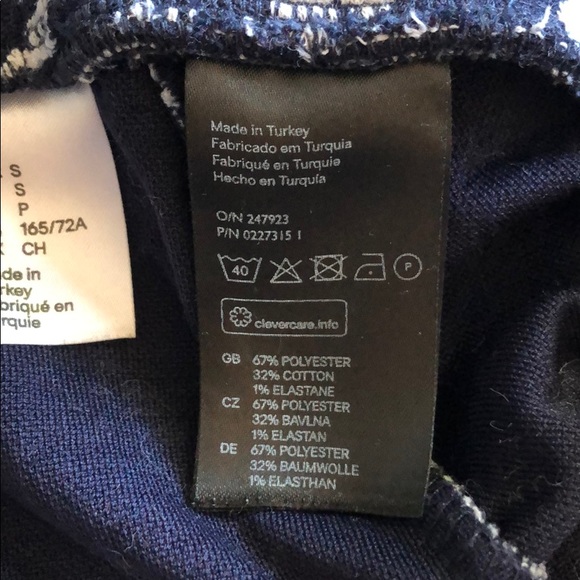 S
S
P
165/72A
CH
de in
rkey
briqué en
rquie
Made in Turkey
Fabricado em Turquia
Fabriqué en Turquie
Hecho en Turquía
O/N 247923
P/N 0227315 1
40
P
clevercare.info
GB 67% POLYESTER
32% COTTON
1% ELASTANE
CZ 67% POLYESTER
32% BAVLNA
1% ELASTAN
DE 67% POLYESTER
32% BAUMWOLLE
1% ELASTHAN